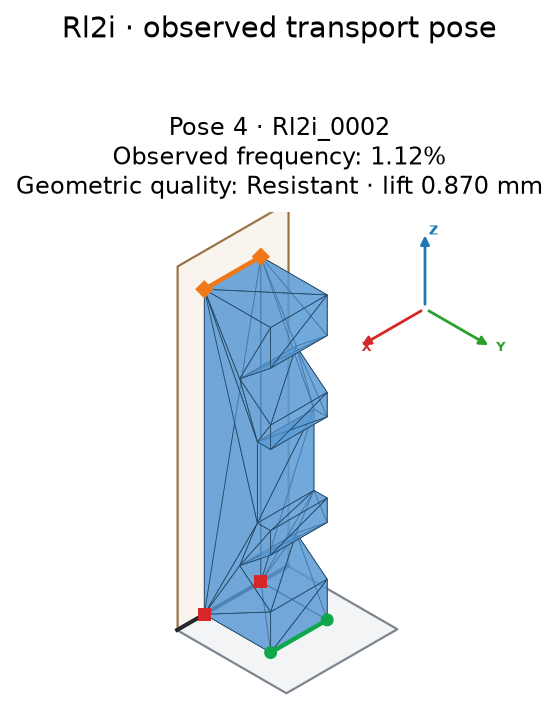 Rl2i · observed transport pose
Pose 4 · Rl2i_0002
Observed frequency: 1.12%
Geometric quality: Resistant · lift 0.870 mm
Z
X
Y